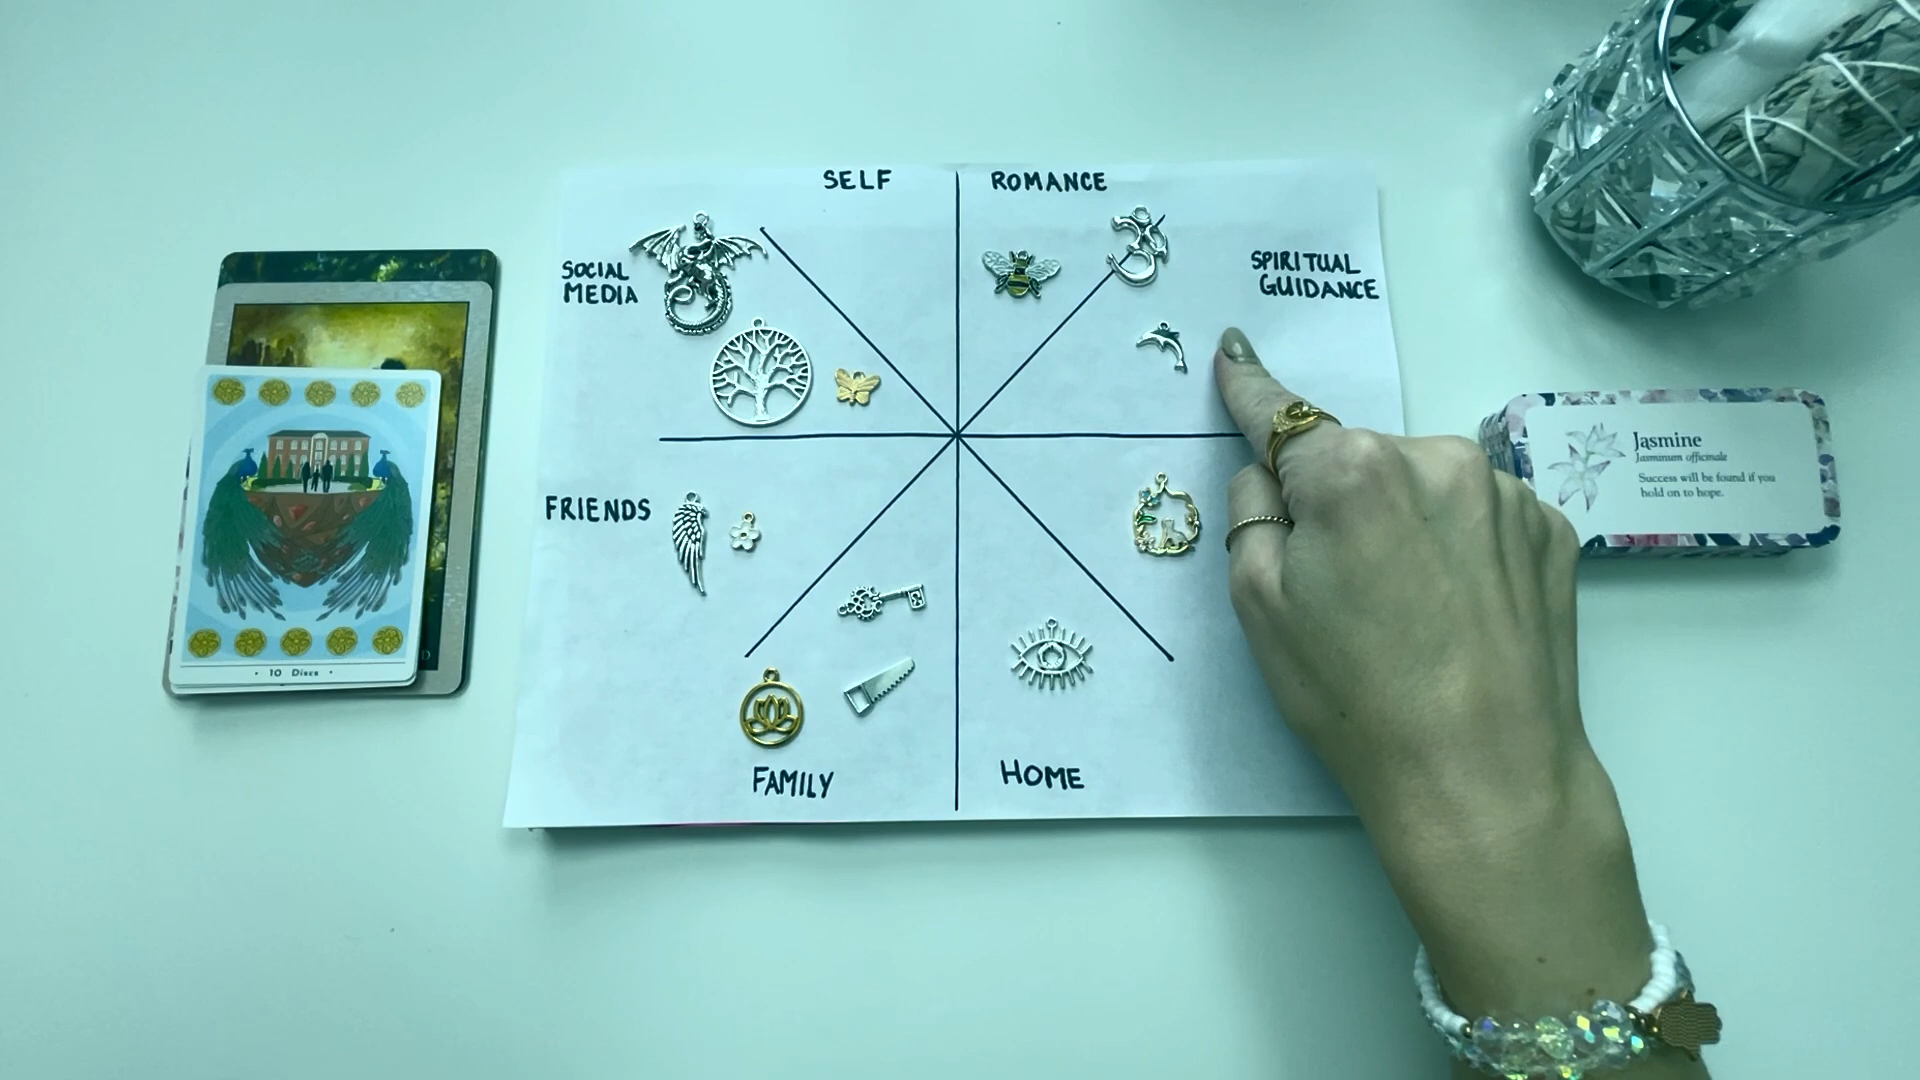 SELF
ROMANCE
SOCIAL
MEDIA
SPIRITUAL
GUIDANCE
FRIENDS
FAMILY
HOME
· 10 Discs ·
Jasmine
Jasminum officinale
Success will be found if you
hold on to hope.